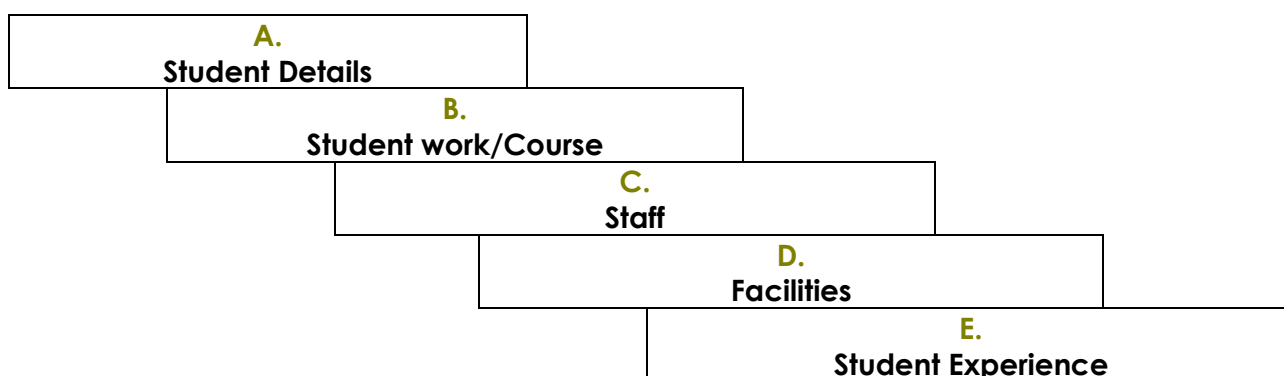 A.
Student Details
B.
Student work/Course
C.
Staff
D.
Facilities
E.
Student Experience